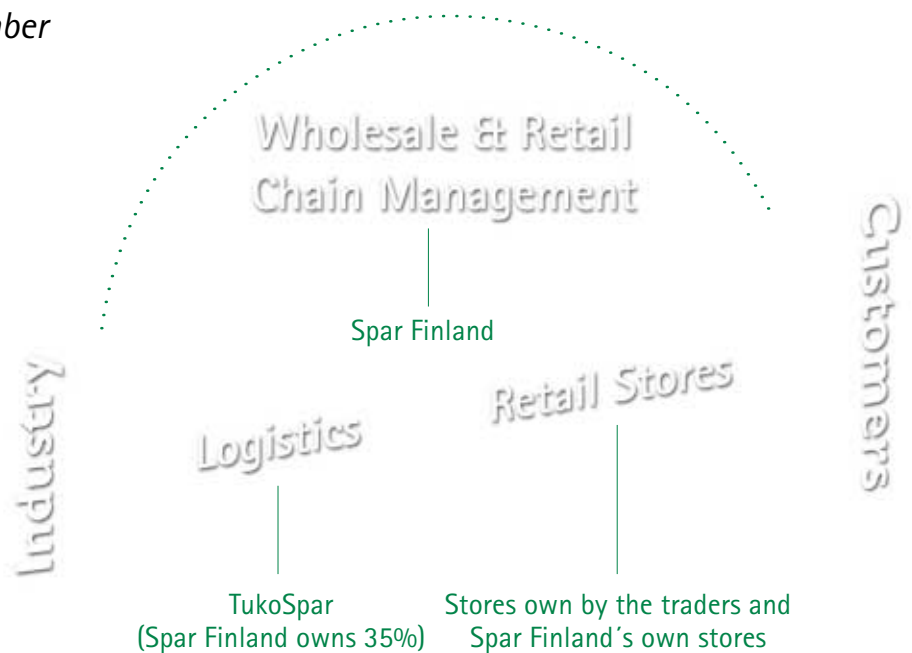 Wholesale & Retail
Chain Management
Customers
Spar Finland
Industry
Retail Stores
Logistics
TukoSpar
(Spar Finland owns 35%)
Stores own by the traders and
Spar Finland´s own stores